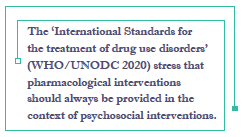 The ‘International Standards for
the treatment of drug use disorders’
(WHO/UNODC 2020) stress that
pharmacological interventions
should always be provided in the
context of psychosocial interventions.